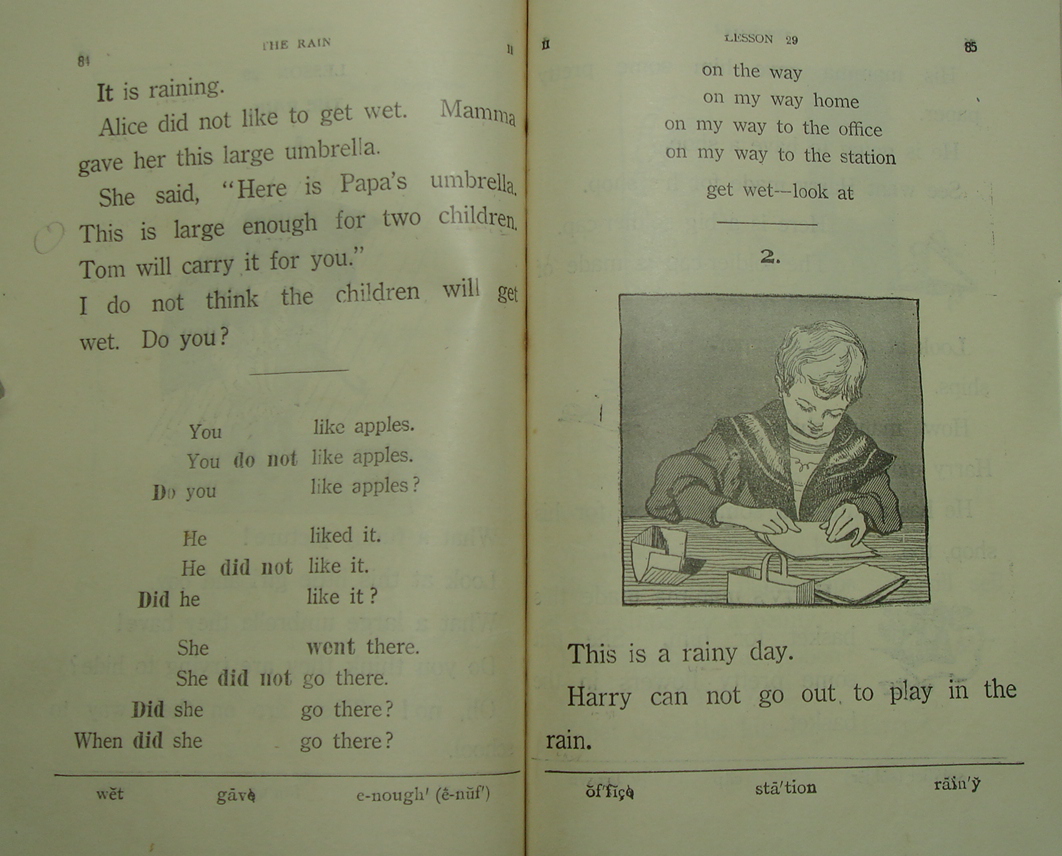 THE RAIN
II
It is raining.
Alice did not like to get wet. Mamma
gave her this large umbrella.
She said, “Here is Papa's umbrella.
This is large enough for two children.
Tom will carry it for you.”
I do not think the children will get
wet. Do you?
You like apples.
You do not like apples.
Do you like apples?
He liked it.
He did not like it.
Did he like it?
She went there.
She did not go there.
Did she go there?
When did she go there?
wĕt gāve̸ e-nough' (ê-nŭf')
II LESSON 29 85
on the way
on my way home
on my way to the office
on my way to the station
get wet—look at
2.
This is a rainy day.
Harry can not go out to play in the
rain.
ŏf'fĭçe̸ stā'tion rāin'y̆